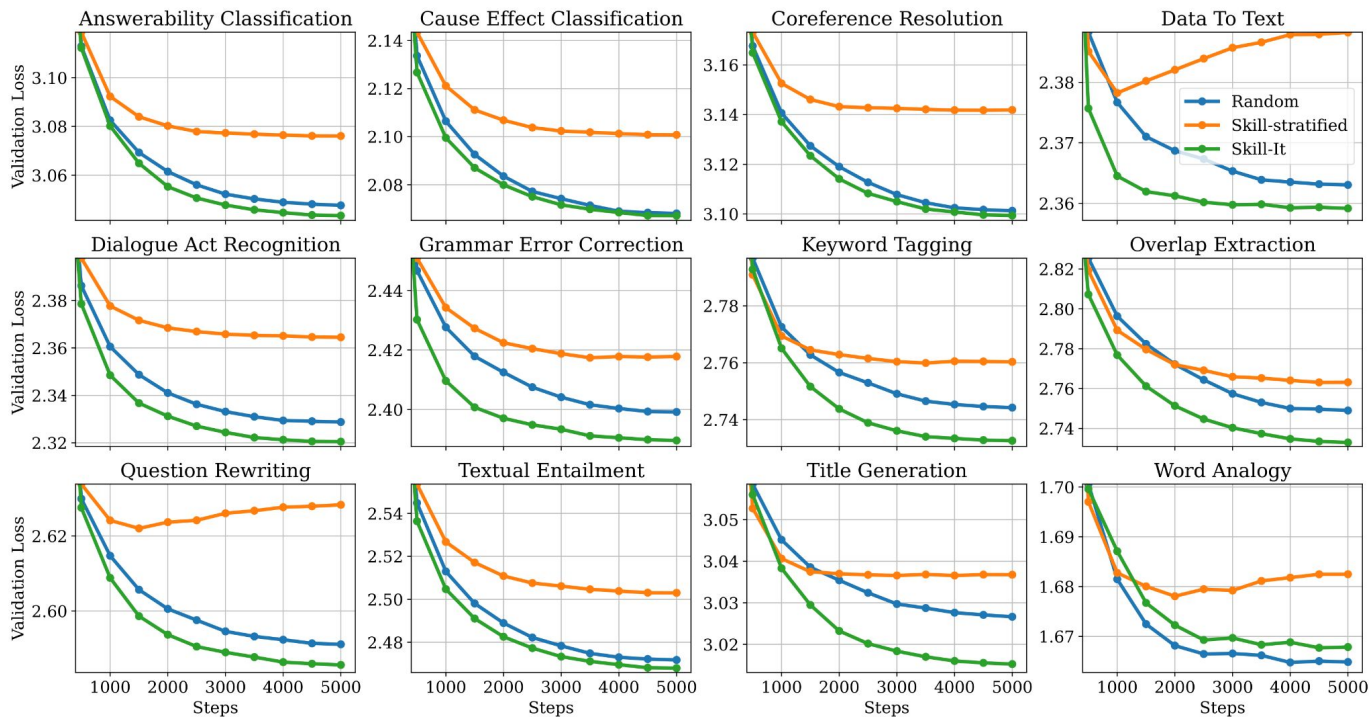 Answerability Classification
Cause Effect Classification
Coreference Resolution
Data To Text
Validation Loss
3.10
3.08
3.06
2.14
2.12
2.10
2.08
3.16
3.14
3.12
3.10
2.38
2.37
2.36
Random
Skill-stratified
Skill-It
Dialogue Act Recognition
Grammar Error Correction
Keyword Tagging
Overlap Extraction
Validation Loss
2.38
2.36
2.34
2.32
2.44
2.42
2.40
2.78
2.76
2.74
2.82
2.80
2.78
2.76
2.74
Question Rewriting
Textual Entailment
Title Generation
Word Analogy
Validation Loss
2.62
2.60
2.54
2.52
2.50
2.48
3.05
3.04
3.03
3.02
1.70
1.69
1.68
1.67
1000 2000 3000 4000 5000
1000 2000 3000 4000 5000
1000 2000 3000 4000 5000
1000 2000 3000 4000 5000
Steps
Steps
Steps
Steps